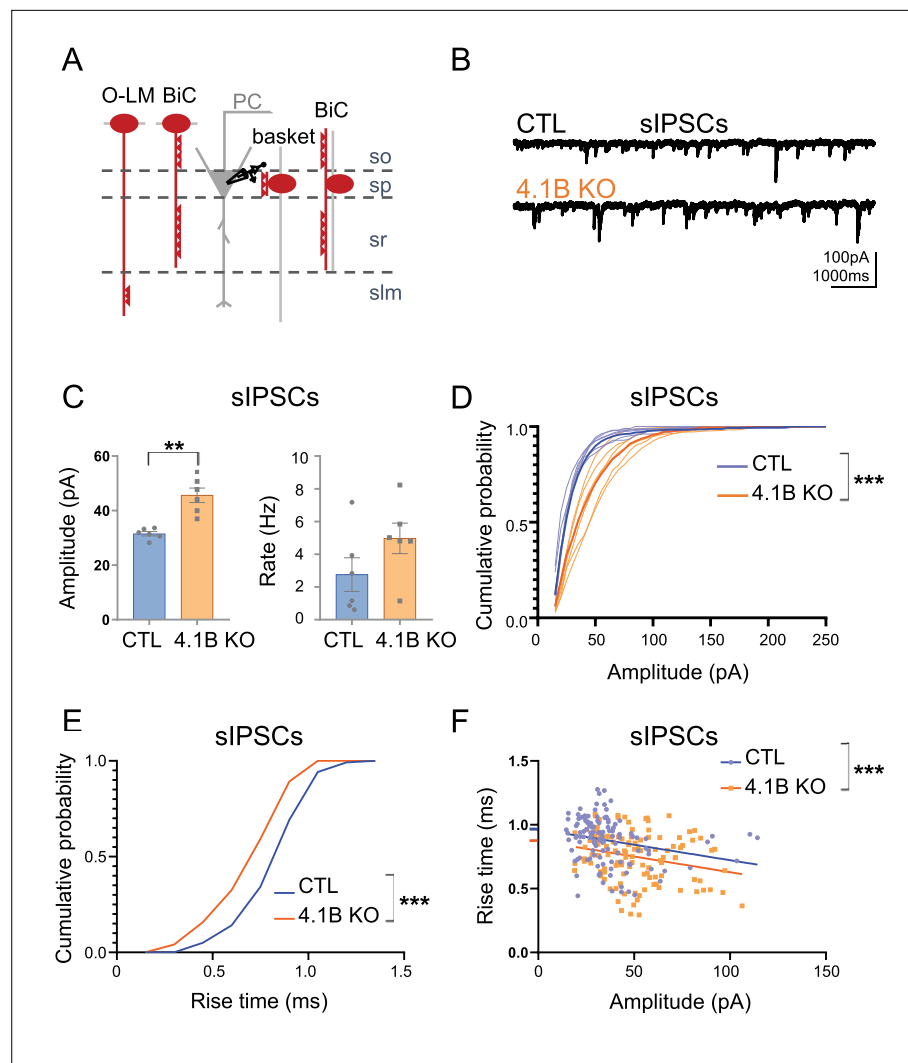 A
O-LM BiC PC BiC
basket
so
sp
sr
slm
B
CTL sIPSCs
4.1B KO
100pA
1000ms
C
sIPSCs
**
Amplitude (pA)
60
40
20
0
CTL 4.1B KO
Rate (Hz)
10
8
6
4
2
0
CTL 4.1B KO
D
sIPSCs
Cumulative probability
1.0
0.5
0.0
CTL
4.1B KO
***
0 50 100 150 200 250
Amplitude (pA)
E
sIPSCs
Cumulative probability
1.0
0.5
0.0
CTL
4.1B KO
***
0 0.5 1.0 1.5
Rise time (ms)
F
sIPSCs
CTL
4.1B KO
***
Rise time (ms)
1.5
1.0
0.5
0.0
0 50 100 150
Amplitude (pA)